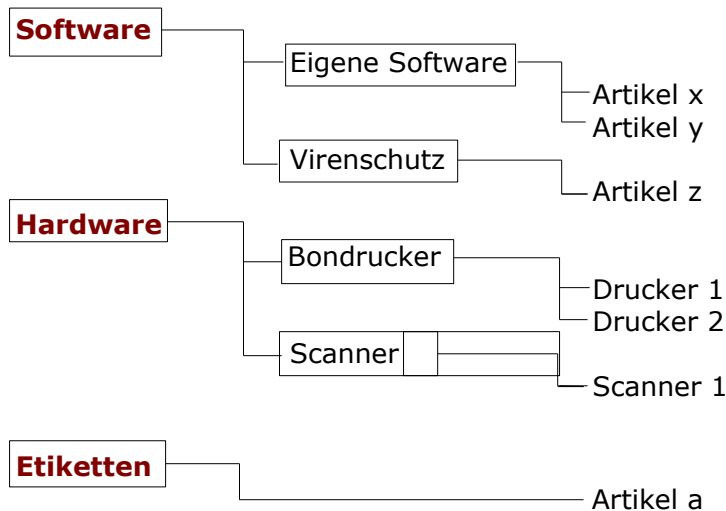 Software
Eigene Software
Artikel x
Artikel y
Virenschutz
Artikel z
Hardware
Bondrucker
Drucker 1
Drucker 2
Scanner
Scanner 1
Etiketten
Artikel a